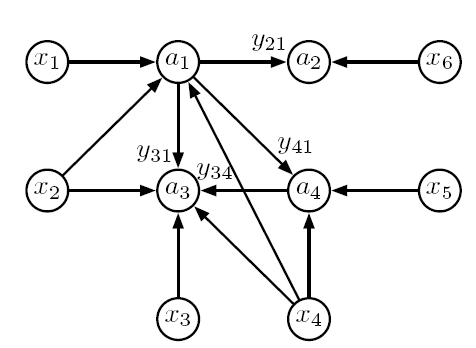 y₂₁
x₁ a₁ a₂ x₆
y₃₁ y₄₁
y₃₄
x₂ a₃ a₄ x₅
x₃ x₄